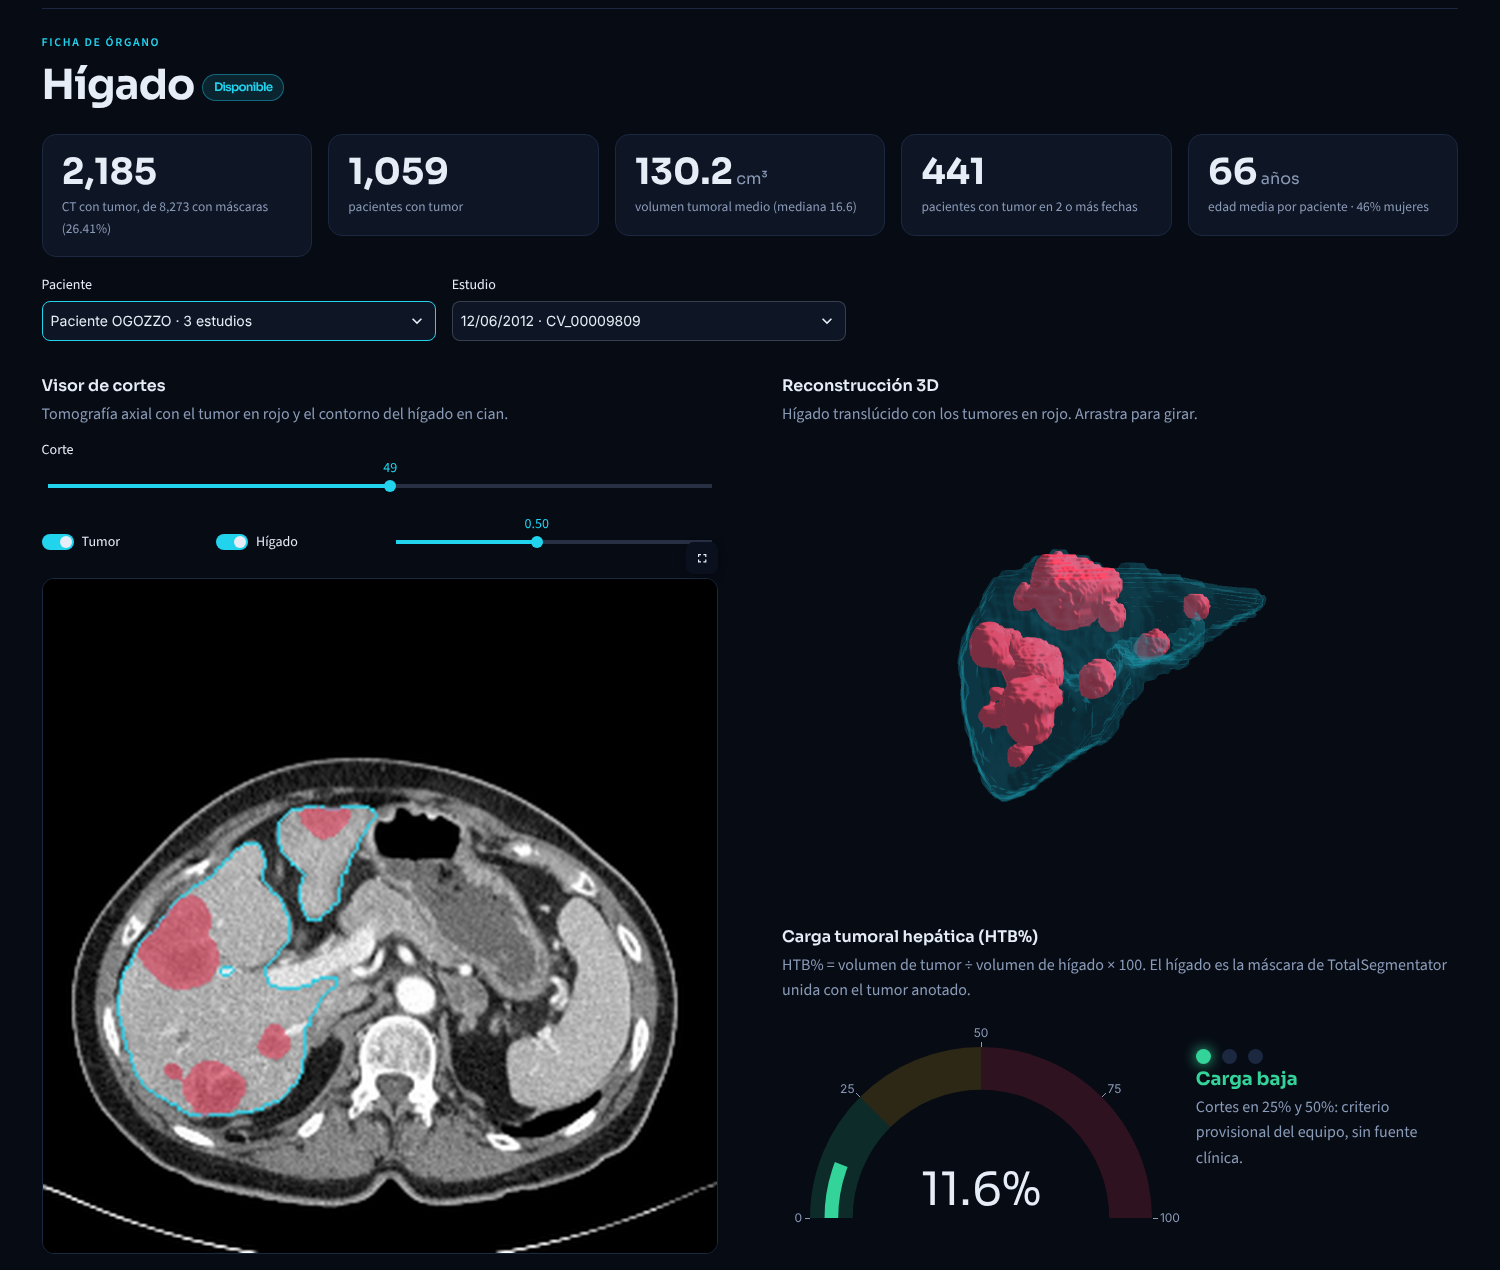 FICHA DE ÓRGANO
Hígado
Disponible
2,185
CT con tumor, de 8,273 con máscaras
(26.41%)
1,059
pacientes con tumor
130.2 cm³
volumen tumoral medio (mediana 16.6)
441
pacientes con tumor en 2 o más fechas
66 años
edad media por paciente · 46% mujeres
Paciente
Paciente OGOZZO · 3 estudios
Estudio
12/06/2012 · CV_00009809
Visor de cortes
Tomografía axial con el tumor en rojo y el contorno del hígado en cian.
Corte
49
Tumor
Hígado
0.50
Reconstrucción 3D
Hígado translúcido con los tumores en rojo. Arrastra para girar.
Carga tumoral hepática (HTB%)
HTB% = volumen de tumor ÷ volumen de hígado × 100. El hígado es la máscara de TotalSegmentator
unida con el tumor anotado.
0
25
50
75
100
11.6%
Carga baja
Cortes en 25% y 50%: criterio
provisional del equipo, sin fuente
clínica.